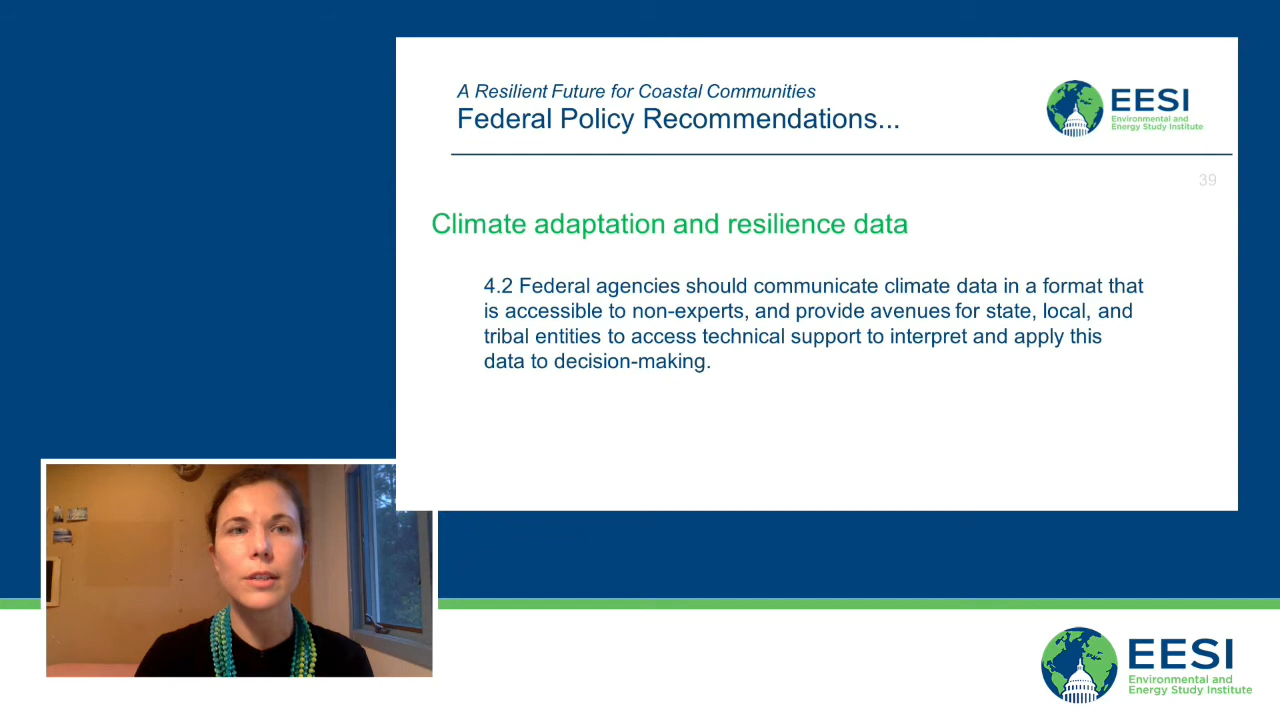 A Resilient Future for Coastal Communities
Federal Policy Recommendations...
EESI
Environmental and
Energy Study Institute
39
Climate adaptation and resilience data
4.2 Federal agencies should communicate climate data in a format that
is accessible to non-experts, and provide avenues for state, local, and
tribal entities to access technical support to interpret and apply this
data to decision-making.
EESI
Environmental and
Energy Study Institute